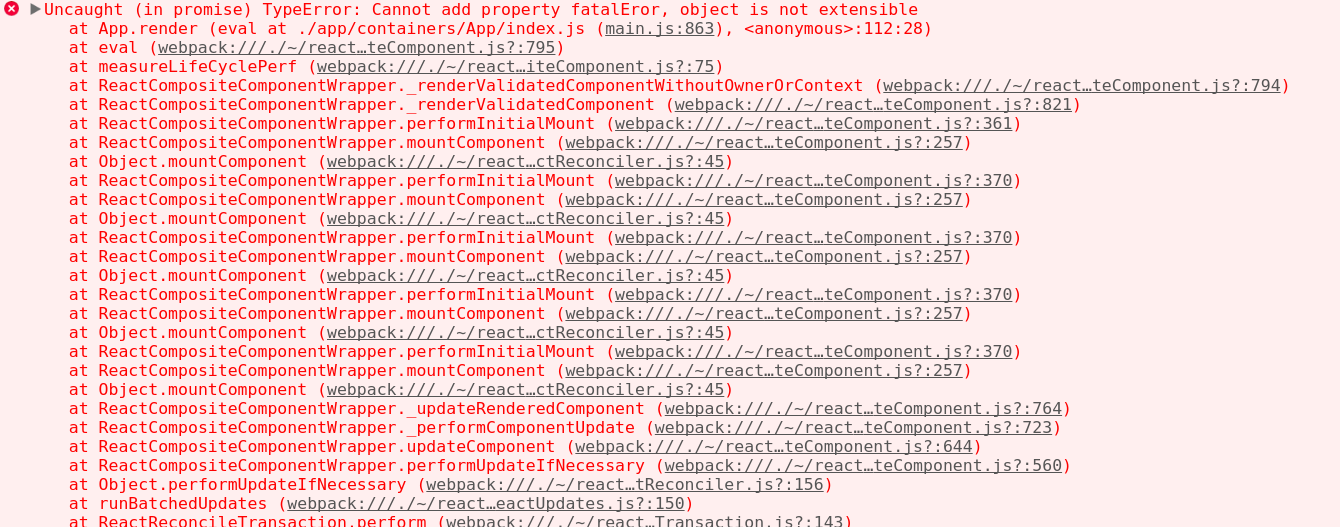 Uncaught (in promise) TypeError: Cannot add property fatalEror, object is not extensible
at App.render (eval at ./app/containers/App/index.js (main.js:863), <anonymous>:112:28)
at eval (webpack:///./~/react…teComponent.js?:795)
at measureLifeCyclePerf (webpack:///./~/react…iteComponent.js?:75)
at ReactCompositeComponentWrapper._renderValidatedComponentWithoutOwnerOrContext (webpack:///./~/react…teComponent.js?:794)
at ReactCompositeComponentWrapper._renderValidatedComponent (webpack:///./~/react…teComponent.js?:821)
at ReactCompositeComponentWrapper.performInitialMount (webpack:///./~/react…teComponent.js?:361)
at ReactCompositeComponentWrapper.mountComponent (webpack:///./~/react…teComponent.js?:257)
at Object.mountComponent (webpack:///./~/react…ctReconciler.js?:45)
at ReactCompositeComponentWrapper.performInitialMount (webpack:///./~/react…teComponent.js?:370)
at ReactCompositeComponentWrapper.mountComponent (webpack:///./~/react…teComponent.js?:257)
at Object.mountComponent (webpack:///./~/react…ctReconciler.js?:45)
at ReactCompositeComponentWrapper.performInitialMount (webpack:///./~/react…teComponent.js?:370)
at ReactCompositeComponentWrapper.mountComponent (webpack:///./~/react…teComponent.js?:257)
at Object.mountComponent (webpack:///./~/react…ctReconciler.js?:45)
at ReactCompositeComponentWrapper.performInitialMount (webpack:///./~/react…teComponent.js?:370)
at ReactCompositeComponentWrapper.mountComponent (webpack:///./~/react…teComponent.js?:257)
at Object.mountComponent (webpack:///./~/react…ctReconciler.js?:45)
at ReactCompositeComponentWrapper.performInitialMount (webpack:///./~/react…teComponent.js?:370)
at ReactCompositeComponentWrapper.mountComponent (webpack:///./~/react…teComponent.js?:257)
at Object.mountComponent (webpack:///./~/react…ctReconciler.js?:45)
at ReactCompositeComponentWrapper._updateRenderedComponent (webpack:///./~/react…teComponent.js?:764)
at ReactCompositeComponentWrapper._performComponentUpdate (webpack:///./~/react…teComponent.js?:723)
at ReactCompositeComponentWrapper.updateComponent (webpack:///./~/react…teComponent.js?:644)
at ReactCompositeComponentWrapper.performUpdateIfNecessary (webpack:///./~/react…teComponent.js?:560)
at Object.performUpdateIfNecessary (webpack:///./~/react…tReconciler.js?:156)
at runBatchedUpdates (webpack:///./~/react…eactUpdates.js?:150)
at ReactReconcileTransaction.perform (webpack:///./~/react…Transaction.js?:143)